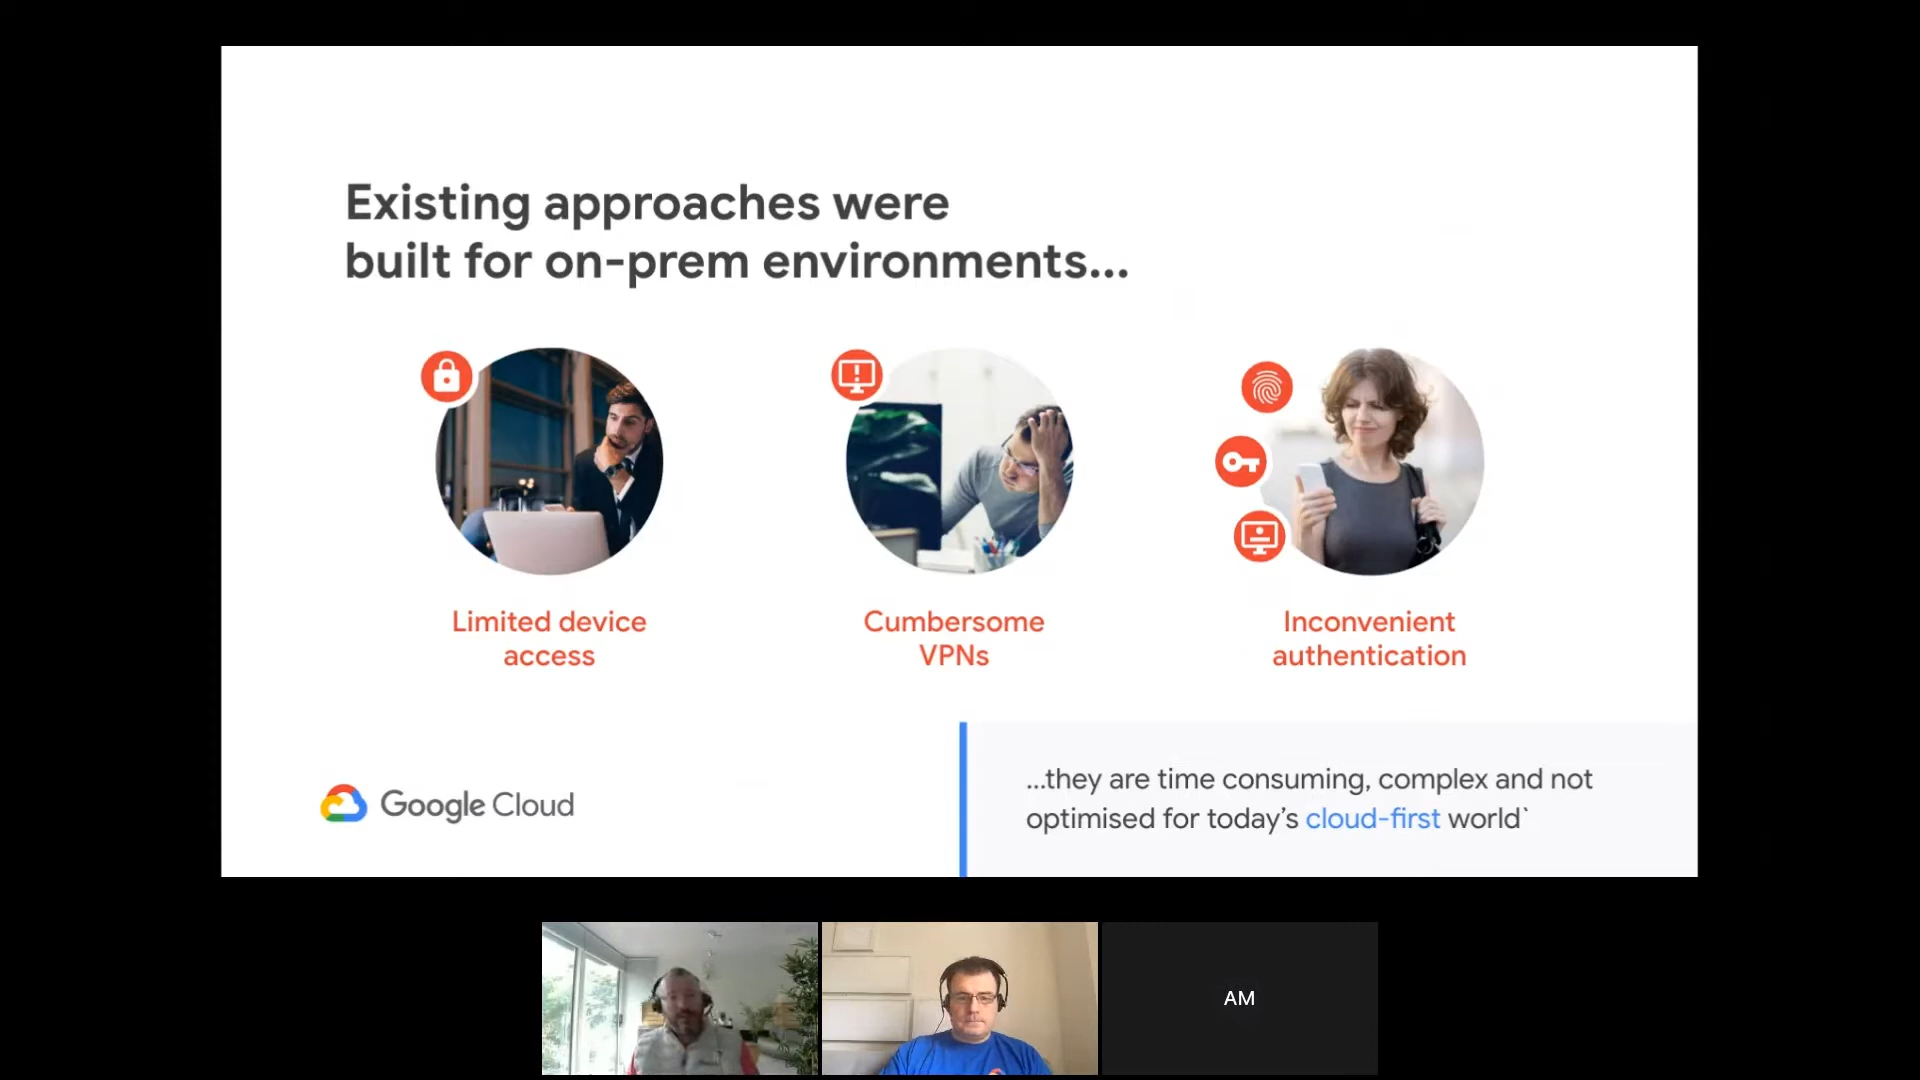 Existing approaches were
built for on-prem environments...
Limited device
access
Cumbersome
VPNs
Inconvenient
authentication
...they are time consuming, complex and not
optimised for today's cloud-first world`
Google Cloud
AM